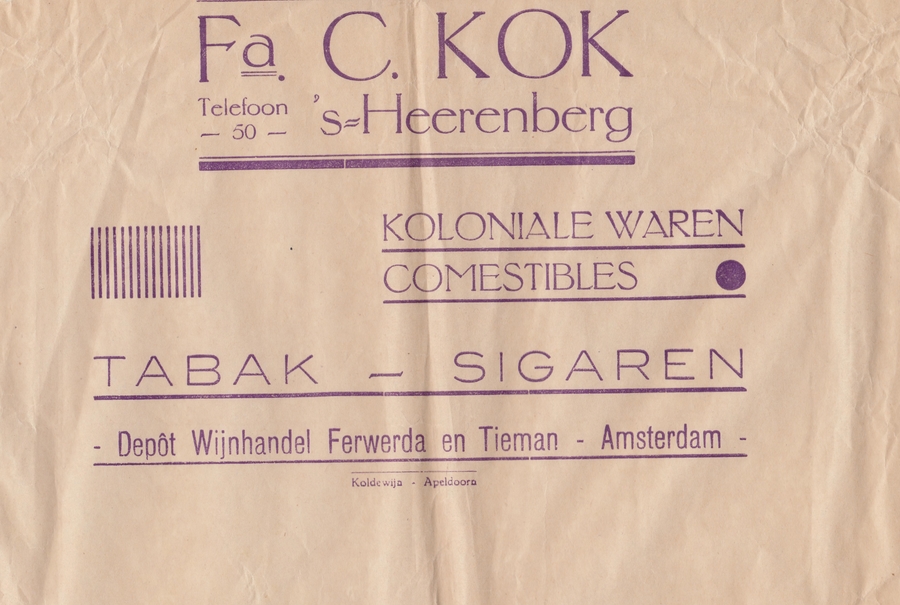 Fa. C. KOK
Telefoon
— 50 —
's=Heerenberg
KOLONIALE WAREN
COMESTIBLES
TABAK — SIGAREN
- Depôt Wijnhandel Ferwerda en Tieman - Amsterdam -
Koldewijn - Apeldoorn